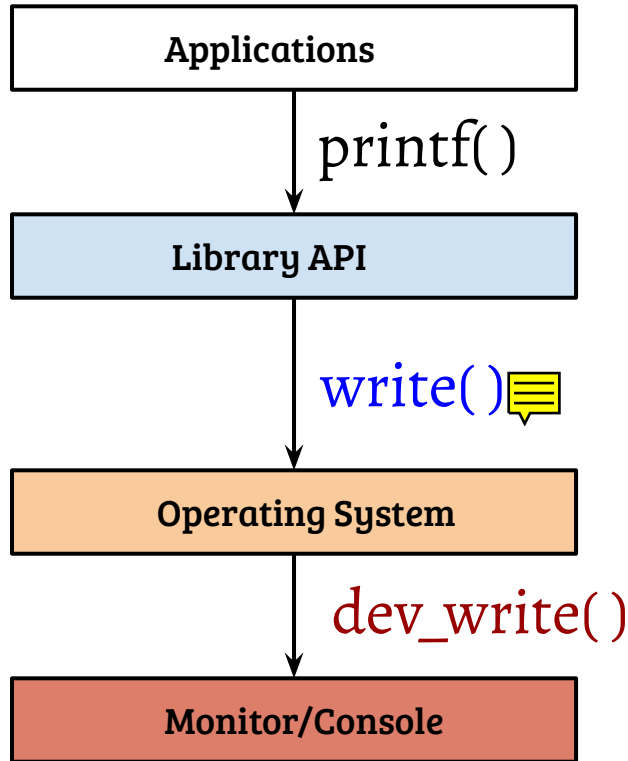 Applications
printf( )
Library API
write( )
Operating System
dev_write( )
Monitor/Console